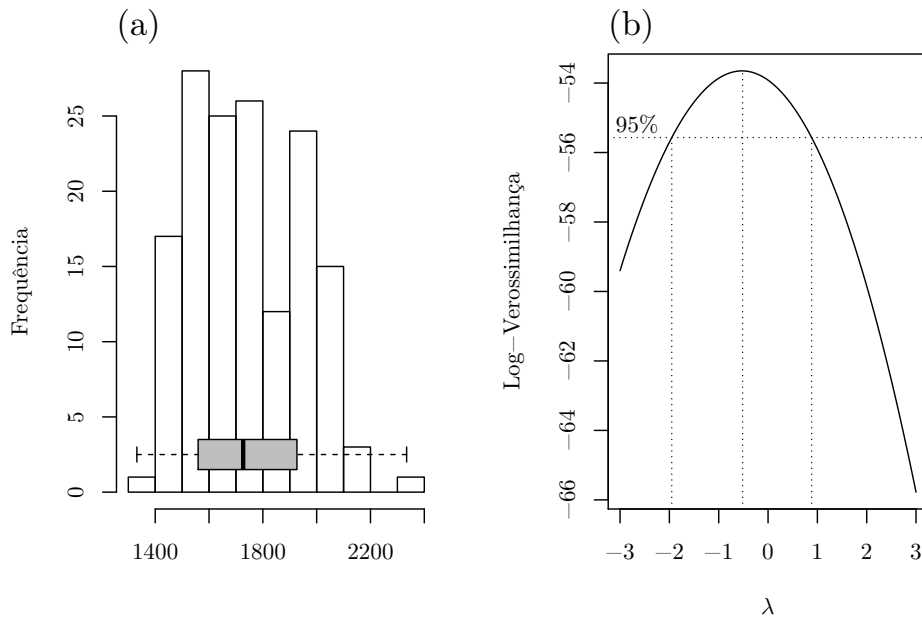 (a)
Frequência
0 5 10 15 20 25
1400 1800 2200
(b)
Log−Verossimilhança
−66 −64 −62 −60 −58 −56 −54
95%
−3 −2 −1 0 1 2 3
λ